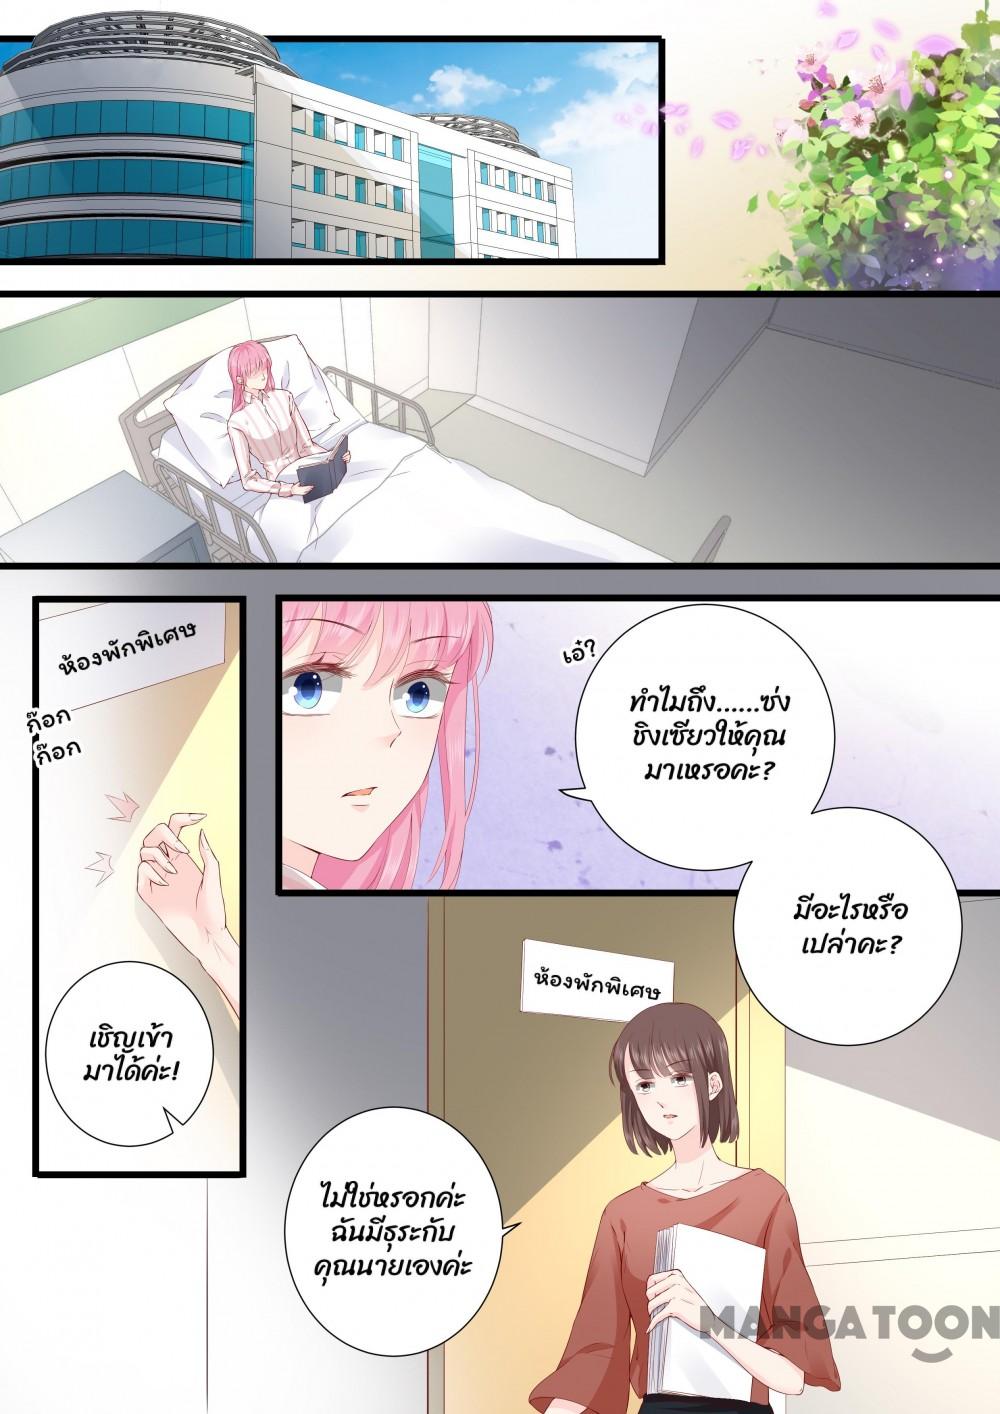 ห้องพักพิเศษ
ก๊อก
ก๊อก
เชิญเข้า
มาได้ค่ะ!
เอ๋?
ทำไมถึง......ซ่ง
ชิงเซียวให้คุณ
มาเหรอคะ?
มีอะไรหรือ
เปล่าคะ?
ห้องพักพิเศษ
ไม่ใช่หรอกค่ะ
ฉันมีธุระกับ
คุณนายเองค่ะ
MANGATOON